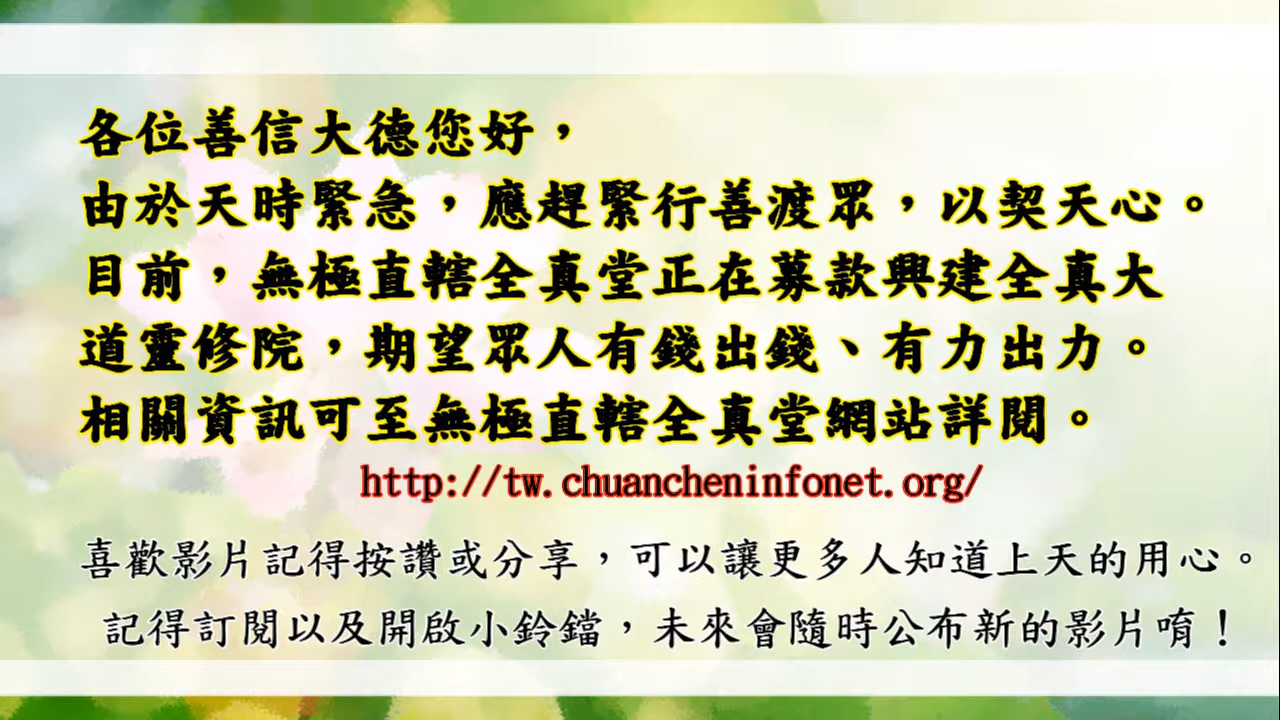 各位善信大德您好，
由於天時緊急，應趕緊行善渡眾，以契天心。
目前，無極直轄全真堂正在募款興建全真大
道靈修院，期望眾人有錢出錢、有力出力。
相關資訊可至無極直轄全真堂網站詳閱。
http://tw.chuancheninfonet.org/
喜歡影片記得按讚或分享，可以讓更多人知道上天的用心。
記得訂閱以及開啟小鈴鐺，未來會隨時公布新的影片唷！